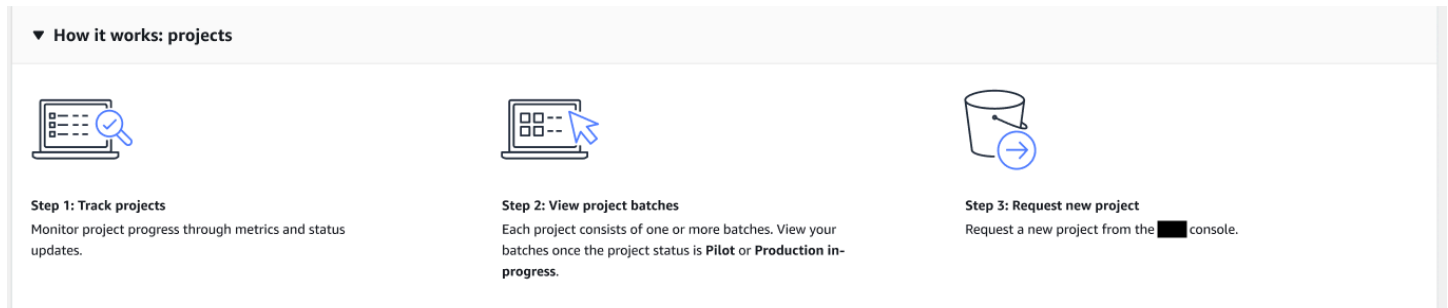 How it works: projects
Step 1: Track projects
Monitor project progress through metrics and status
updates.
Step 2: View project batches
Each project consists of one or more batches. View your
batches once the project status is Pilot or Production in-
progress.
Step 3: Request new project
Request a new project from the console.